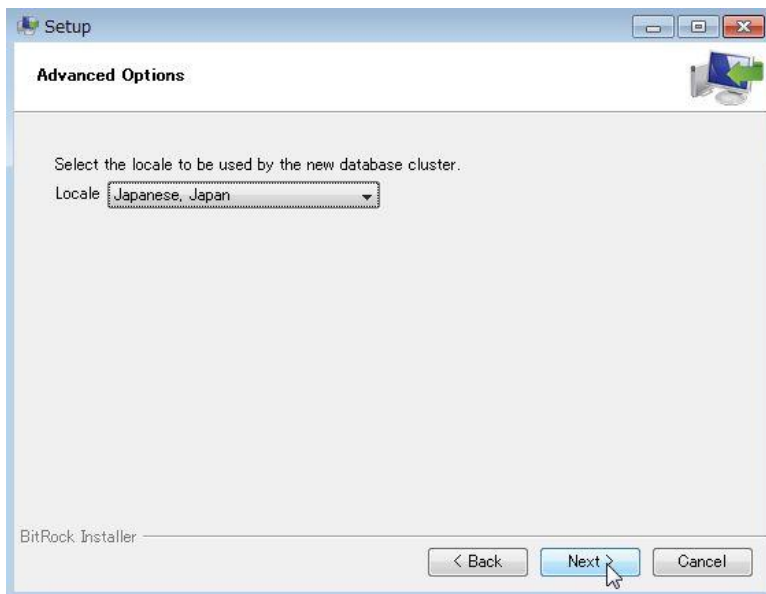 Setup
Advanced Options
Select the locale to be used by the new database cluster.
Locale Japanese, Japan
BitRock Installer
< Back Next > Cancel